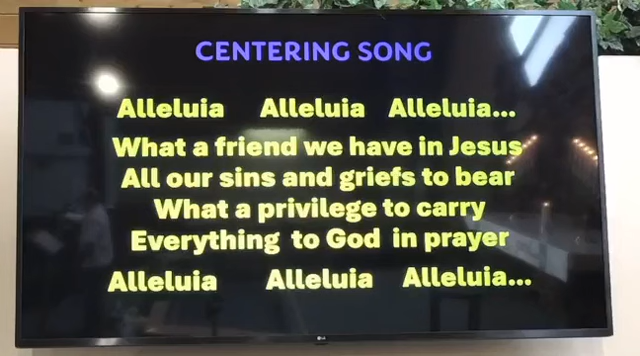 CENTERING SONG
Alleluia Alleluia Alleluia...
What a friend we have in Jesus
All our sins and griefs to bear
What a privilege to carry
Everything to God in prayer
Alleluia Alleluia Alleluia...
LG